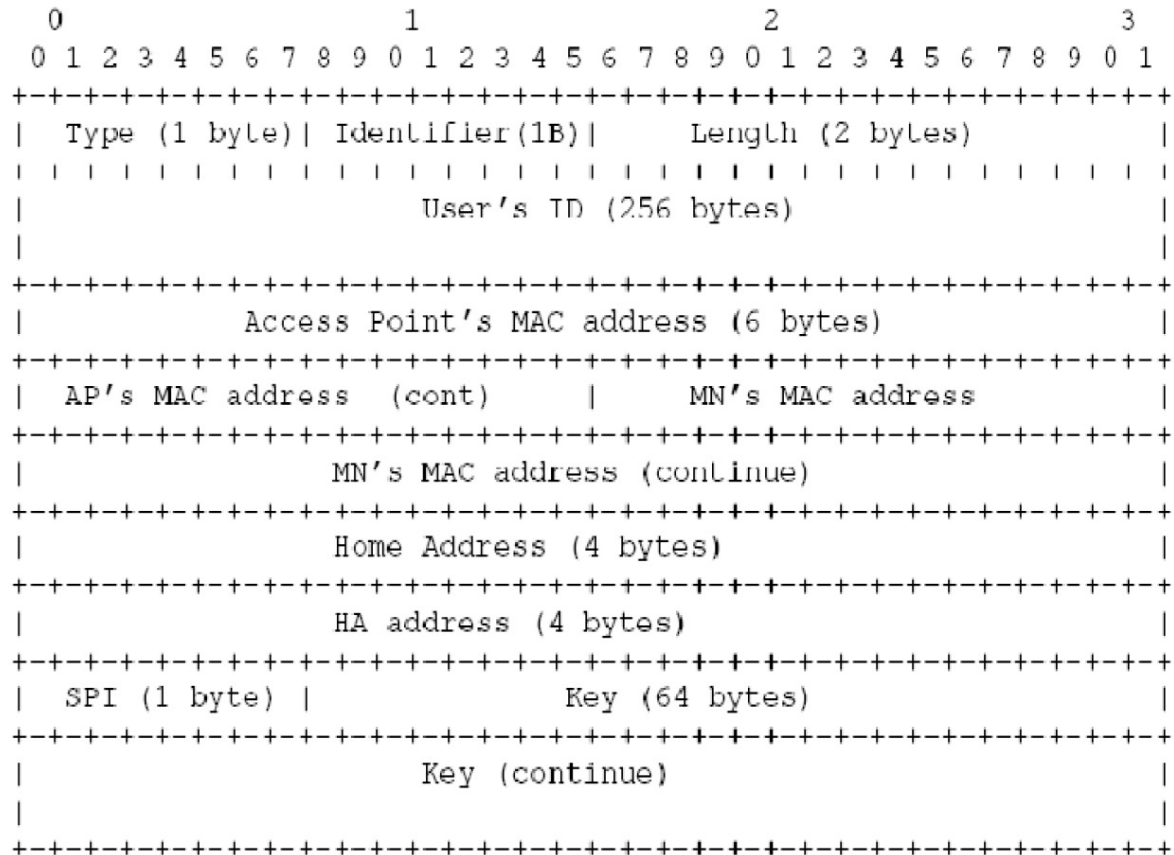 0 1 2 3
0 1 2 3 4 5 6 7 8 9 0 1 2 3 4 5 6 7 8 9 0 1 2 3 4 5 6 7 8 9 0 1
+-+-+-+-+-+-+-+-+-+-+-+-+-+-+-+-+-+-+-+-+-+-+-+-+-+-+-+-+-+-+-+-+
| Type (1 byte)| Identifier(1B)| Length (2 bytes) |
| | | | | | | | | | | | | | | | | | | | | | | | | | | | | | | | |
| User's ID (256 bytes) |
| |
+-+-+-+-+-+-+-+-+-+-+-+-+-+-+-+-+-+-+-+-+-+-+-+-+-+-+-+-+-+-+-+-+
| Access Point's MAC address (6 bytes) |
+-+-+-+-+-+-+-+-+-+-+-+-+-+-+-+-+-+-+-+-+-+-+-+-+-+-+-+-+-+-+-+-+
| AP's MAC address (cont) | MN's MAC address |
+-+-+-+-+-+-+-+-+-+-+-+-+-+-+-+-+-+-+-+-+-+-+-+-+-+-+-+-+-+-+-+-+
| MN's MAC address (continue) |
+-+-+-+-+-+-+-+-+-+-+-+-+-+-+-+-+-+-+-+-+-+-+-+-+-+-+-+-+-+-+-+-+
| Home Address (4 bytes) |
+-+-+-+-+-+-+-+-+-+-+-+-+-+-+-+-+-+-+-+-+-+-+-+-+-+-+-+-+-+-+-+-+
| HA address (4 bytes) |
+-+-+-+-+-+-+-+-+-+-+-+-+-+-+-+-+-+-+-+-+-+-+-+-+-+-+-+-+-+-+-+-+
| SPI (1 byte) | Key (64 bytes) |
+-+-+-+-+-+-+-+-+-+-+-+-+-+-+-+-+-+-+-+-+-+-+-+-+-+-+-+-+-+-+-+-+
| Key (continue) |
| |
+-+-+-+-+-+-+-+-+-+-+-+-+-+-+-+-+-+-+-+-+-+-+-+-+-+-+-+-+-+-+-+-+